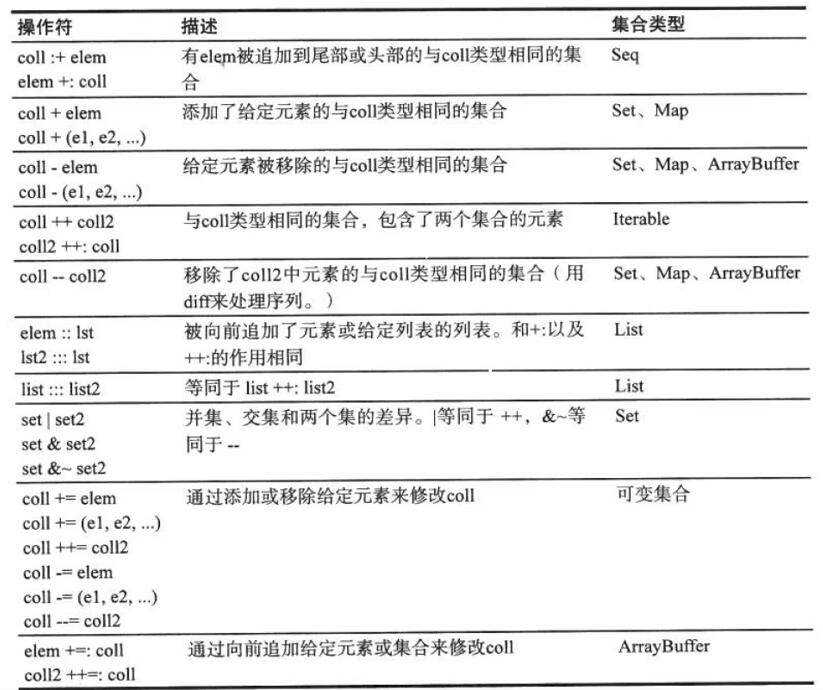 操作符 描述 集合类型
coll :+ elem 有elem被追加到尾部或头部的与coll类型相同的集 Seq
elem +: coll 合
coll + elem 添加了给定元素的与coll类型相同的集合 Set、Map
coll + (e1, e2, ...)
coll - elem 给定元素被移除的与coll类型相同的集合 Set、Map、ArrayBuffer
coll - (e1, e2, ...)
coll ++ coll2 与coll类型相同的集合，包含了两个集合的元素 Iterable
coll2 ++: coll
coll -- coll2 移除了coll2中元素的与coll类型相同的集合（用 Set、Map、ArrayBuffer
diff来处理序列。）
elem :: lst 被向前追加了元素或给定列表的列表。和+:以及 List
lst2 ::: lst ++:的作用相同
list ::: list2 等同于 list ++: list2 List
set | set2 并集、交集和两个集的差异。|等同于 ++，&~等 Set
set & set2 同于 --
set &~ set2
coll += elem 通过添加或移除给定元素来修改coll 可变集合
coll += (e1, e2, ...)
coll ++= coll2
coll -= elem
coll -= (e1, e2, ...)
coll --= coll2
elem +=: coll 通过向前追加给定元素或集合来修改coll ArrayBuffer
coll2 ++=: coll